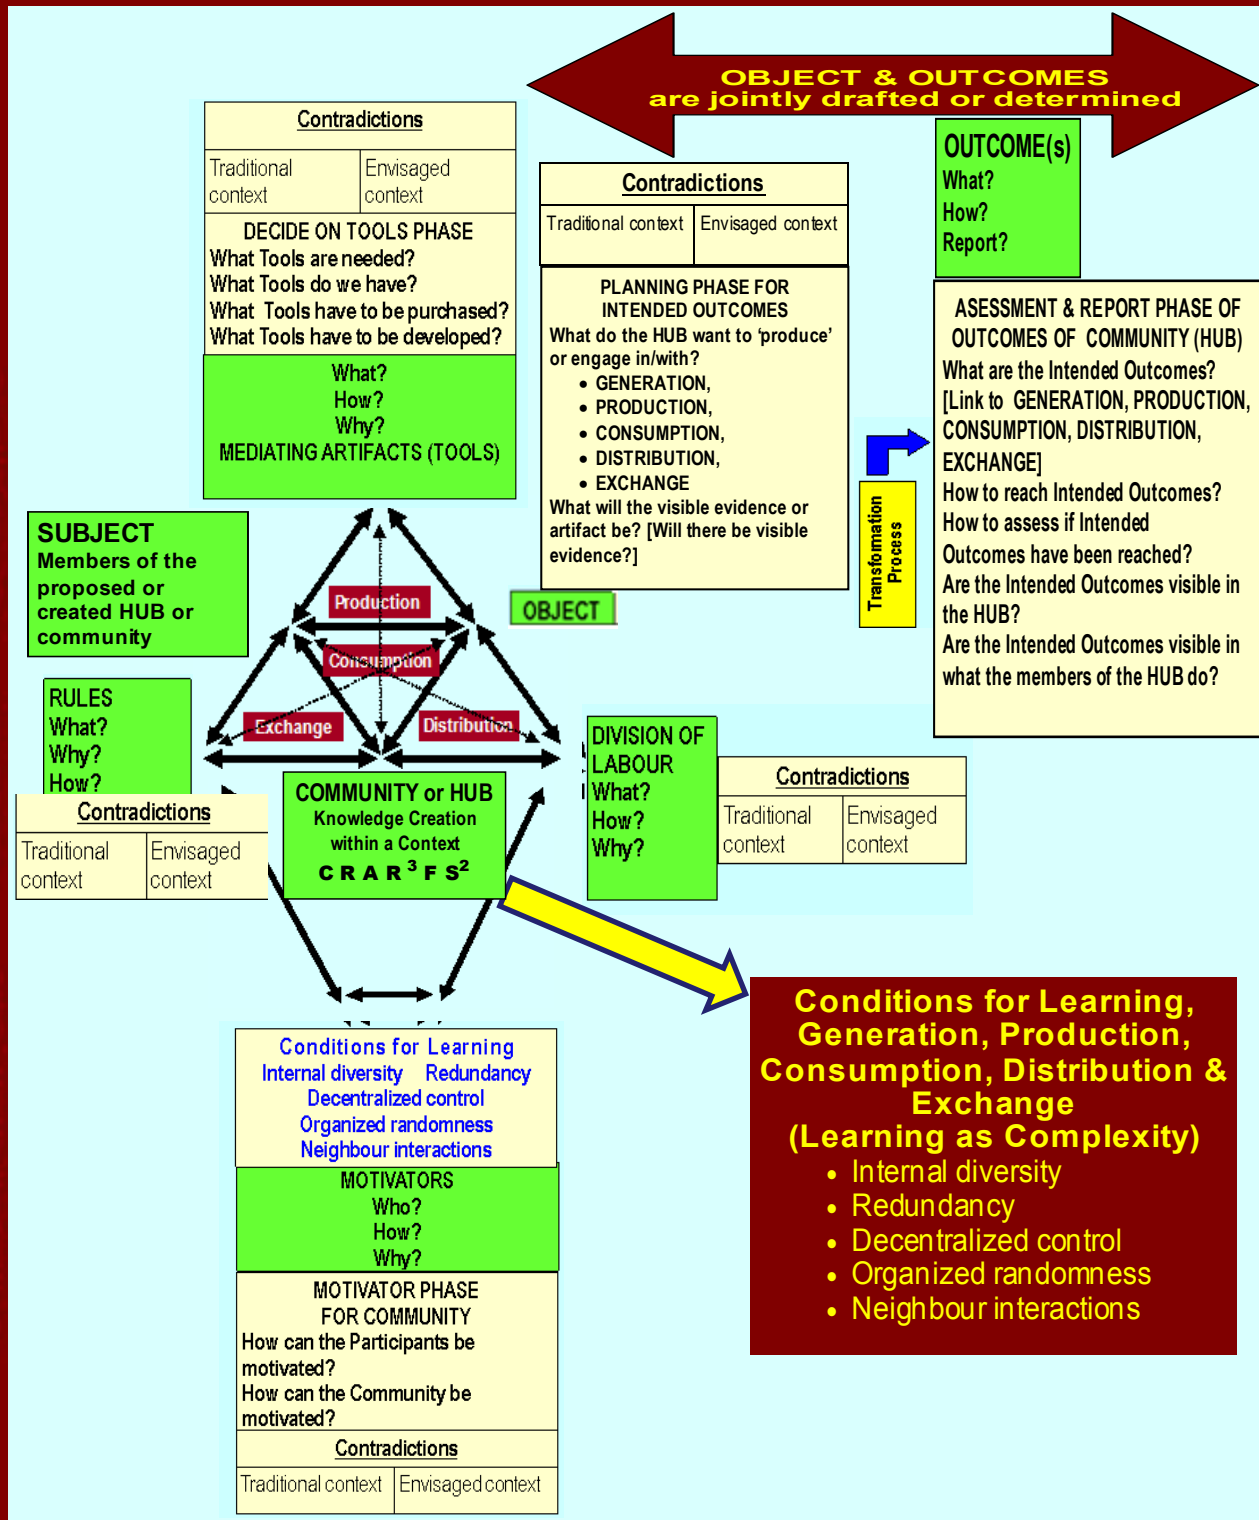 OBJECT & OUTCOMES
are jointly drafted or determined
Contradictions
Traditional context
Envisaged context
DECIDE ON TOOLS PHASE
What Tools are needed?
What Tools do we have?
What Tools have to be purchased?
What Tools have to be developed?
What?
How?
Why?
MEDIATING ARTIFACTS (TOOLS)
Contradictions
Traditional context
Envisaged context
PLANNING PHASE FOR
INTENDED OUTCOMES
What do the HUB want to ‘produce’
or engage in/with?
• GENERATION,
• PRODUCTION,
• CONSUMPTION,
• DISTRIBUTION,
• EXCHANGE
What will the visible evidence or
artifact be? [Will there be visible
evidence?]
OUTCOME(s)
What?
How?
Report?
ASESSMENT & REPORT PHASE OF
OUTCOMES OF COMMUNITY (HUB)
What are the Intended Outcomes?
[Link to GENERATION, PRODUCTION,
CONSUMPTION, DISTRIBUTION,
EXCHANGE]
How to reach Intended Outcomes?
How to assess if Intended
Outcomes have been reached?
Are the Intended Outcomes visible in
the HUB?
Are the Intended Outcomes visible in
what the members of the HUB do?
Transformation
Process
SUBJECT
Members of the
proposed or
created HUB or
community
OBJECT
Production
Consumption
Exchange
Distribution
RULES
What?
Why?
How?
Contradictions
Traditional
context
Envisaged
context
COMMUNITY or HUB
Knowledge Creation
within a Context
C R A R³ F S²
DIVISION OF
LABOUR
What?
How?
Why?
Contradictions
Traditional
context
Envisaged
context
Conditions for Learning
Internal diversity Redundancy
Decentralized control
Organized randomness
Neighbour interactions
MOTIVATORS
Who?
How?
Why?
MOTIVATOR PHASE
FOR COMMUNITY
How can the Participants be
motivated?
How can the Community be
motivated?
Contradictions
Traditional context
Envisaged context
Conditions for Learning,
Generation, Production,
Consumption, Distribution &
Exchange
(Learning as Complexity)
• Internal diversity
• Redundancy
• Decentralized control
• Organized randomness
• Neighbour interactions